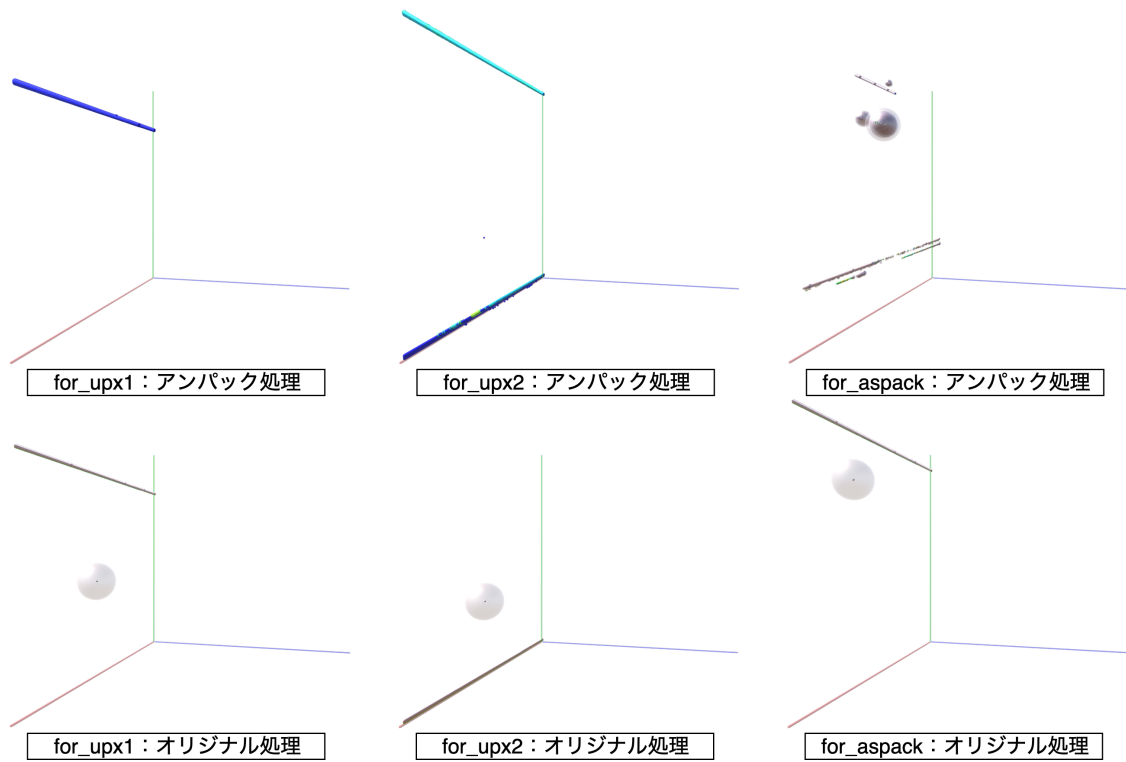 for_upx1：アンパック処理
for_upx2：アンパック処理
for_aspack：アンパック処理
for_upx1：オリジナル処理
for_upx2：オリジナル処理
for_aspack：オリジナル処理